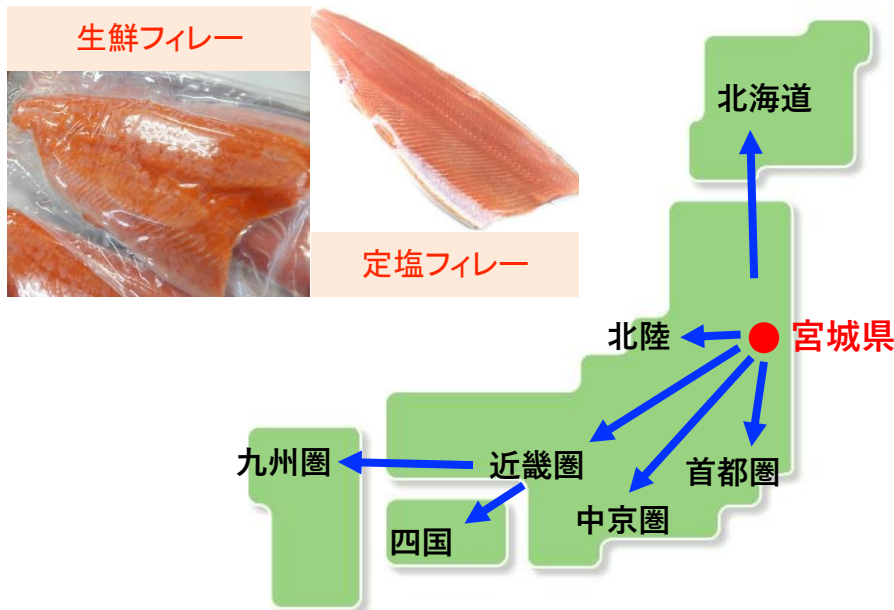 生鮮フィレー
定塩フィレー
北海道
北陸
宮城県
九州圏
近畿圏
首都圏
中京圏
四国